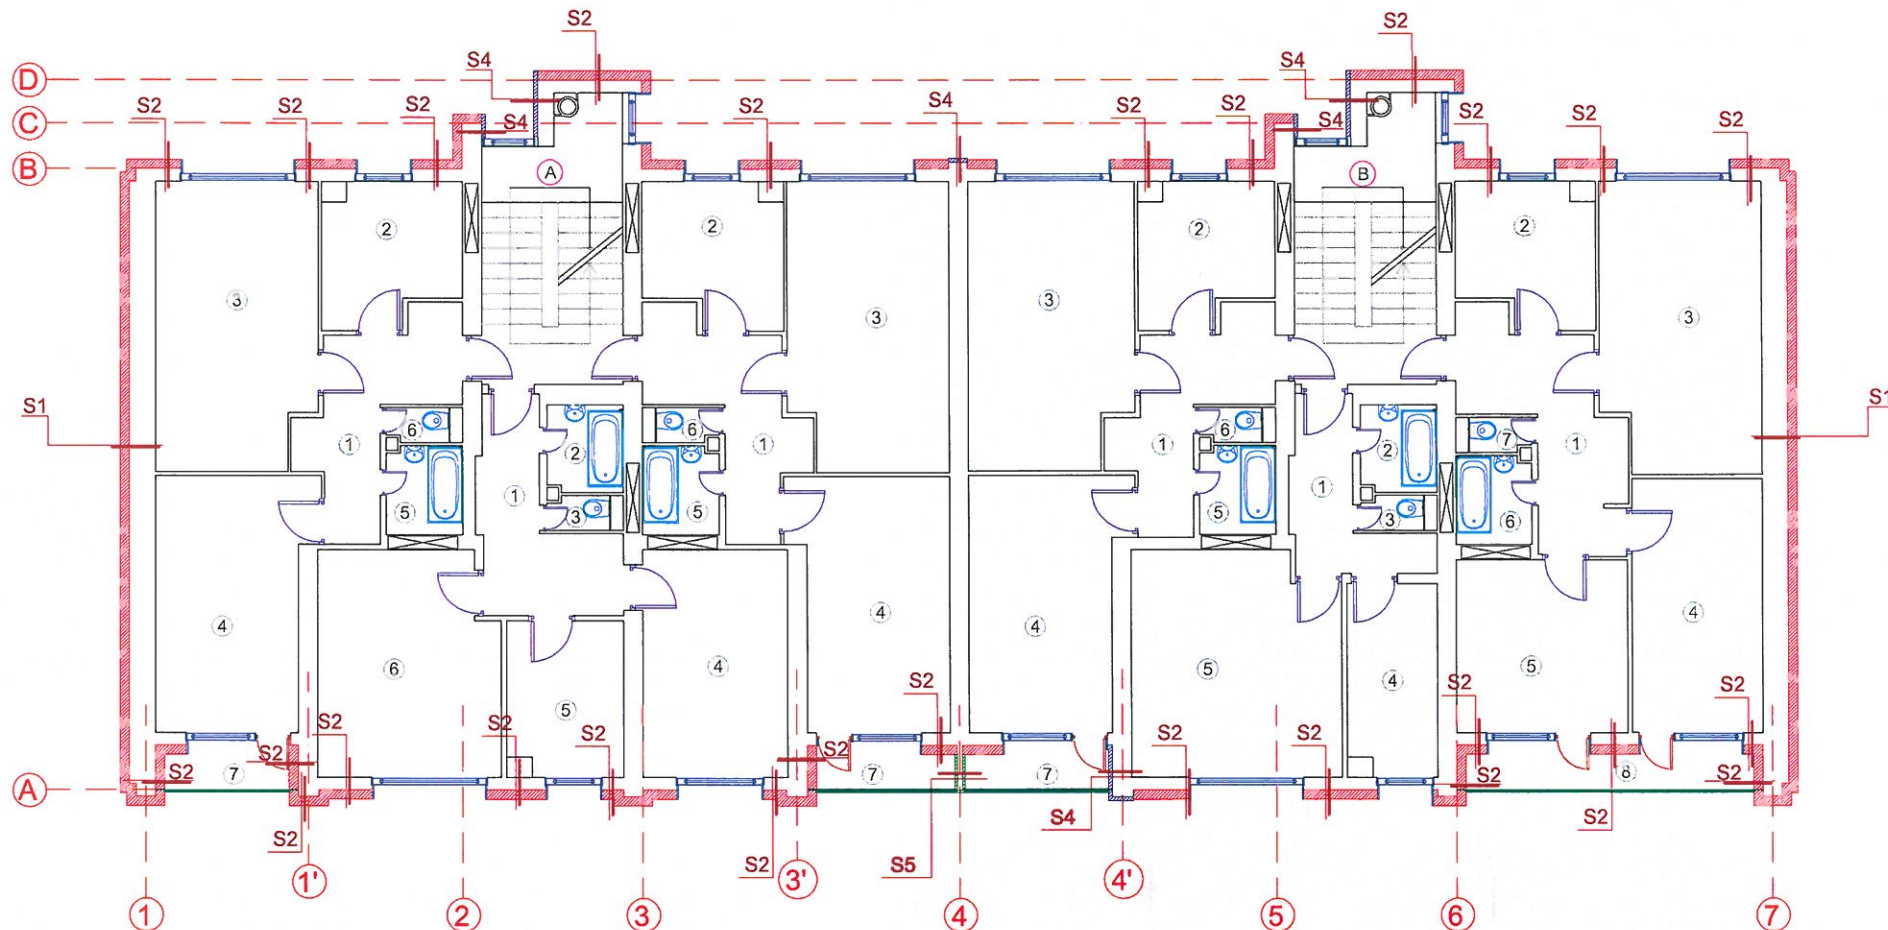 S2 S2
D S4 S4
S2 S2 S2 S4 S2 S2 S2 S2 S2
C S4 S4
B A B
2 2 2 2
3 3 3 3
S1 S1
1 6 6 1 1 6 7 1
2 2
5 1 3 5 5 1 3 6
4 6 5 4 4 4 5 4 5 4
S2 S2 S2 S2
S2 S2 S2 S2
S2 7 S2 S2 7 7 S2 8 S2
A
S2 S4 S2
S2 S5
1 1' 2 3 3' 4 4' 5 6 7